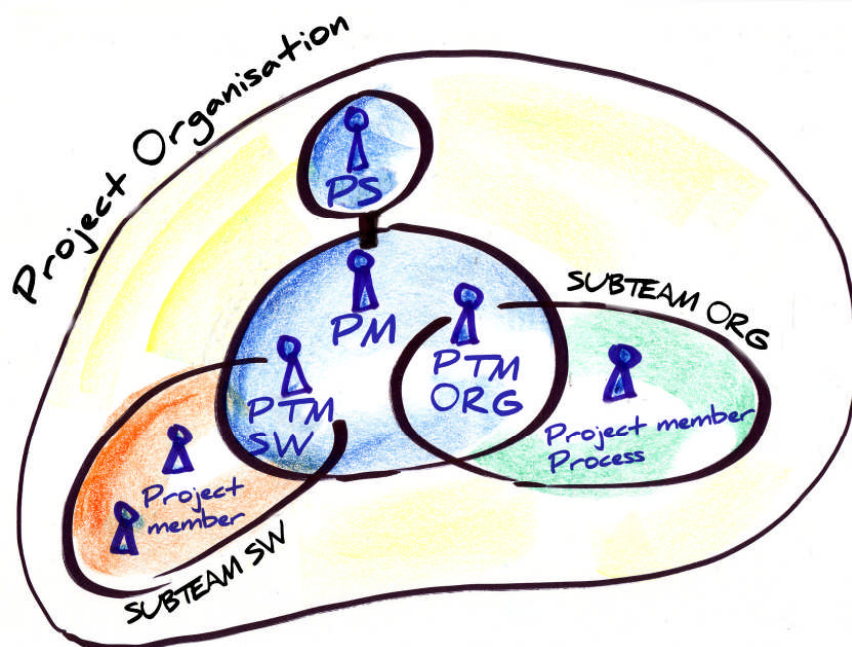 Project Organisation
PS
PM
SUBTEAM ORG
PTM
ORG
PTM
SW
Project member
Process
Project
member
SUBTEAM SW